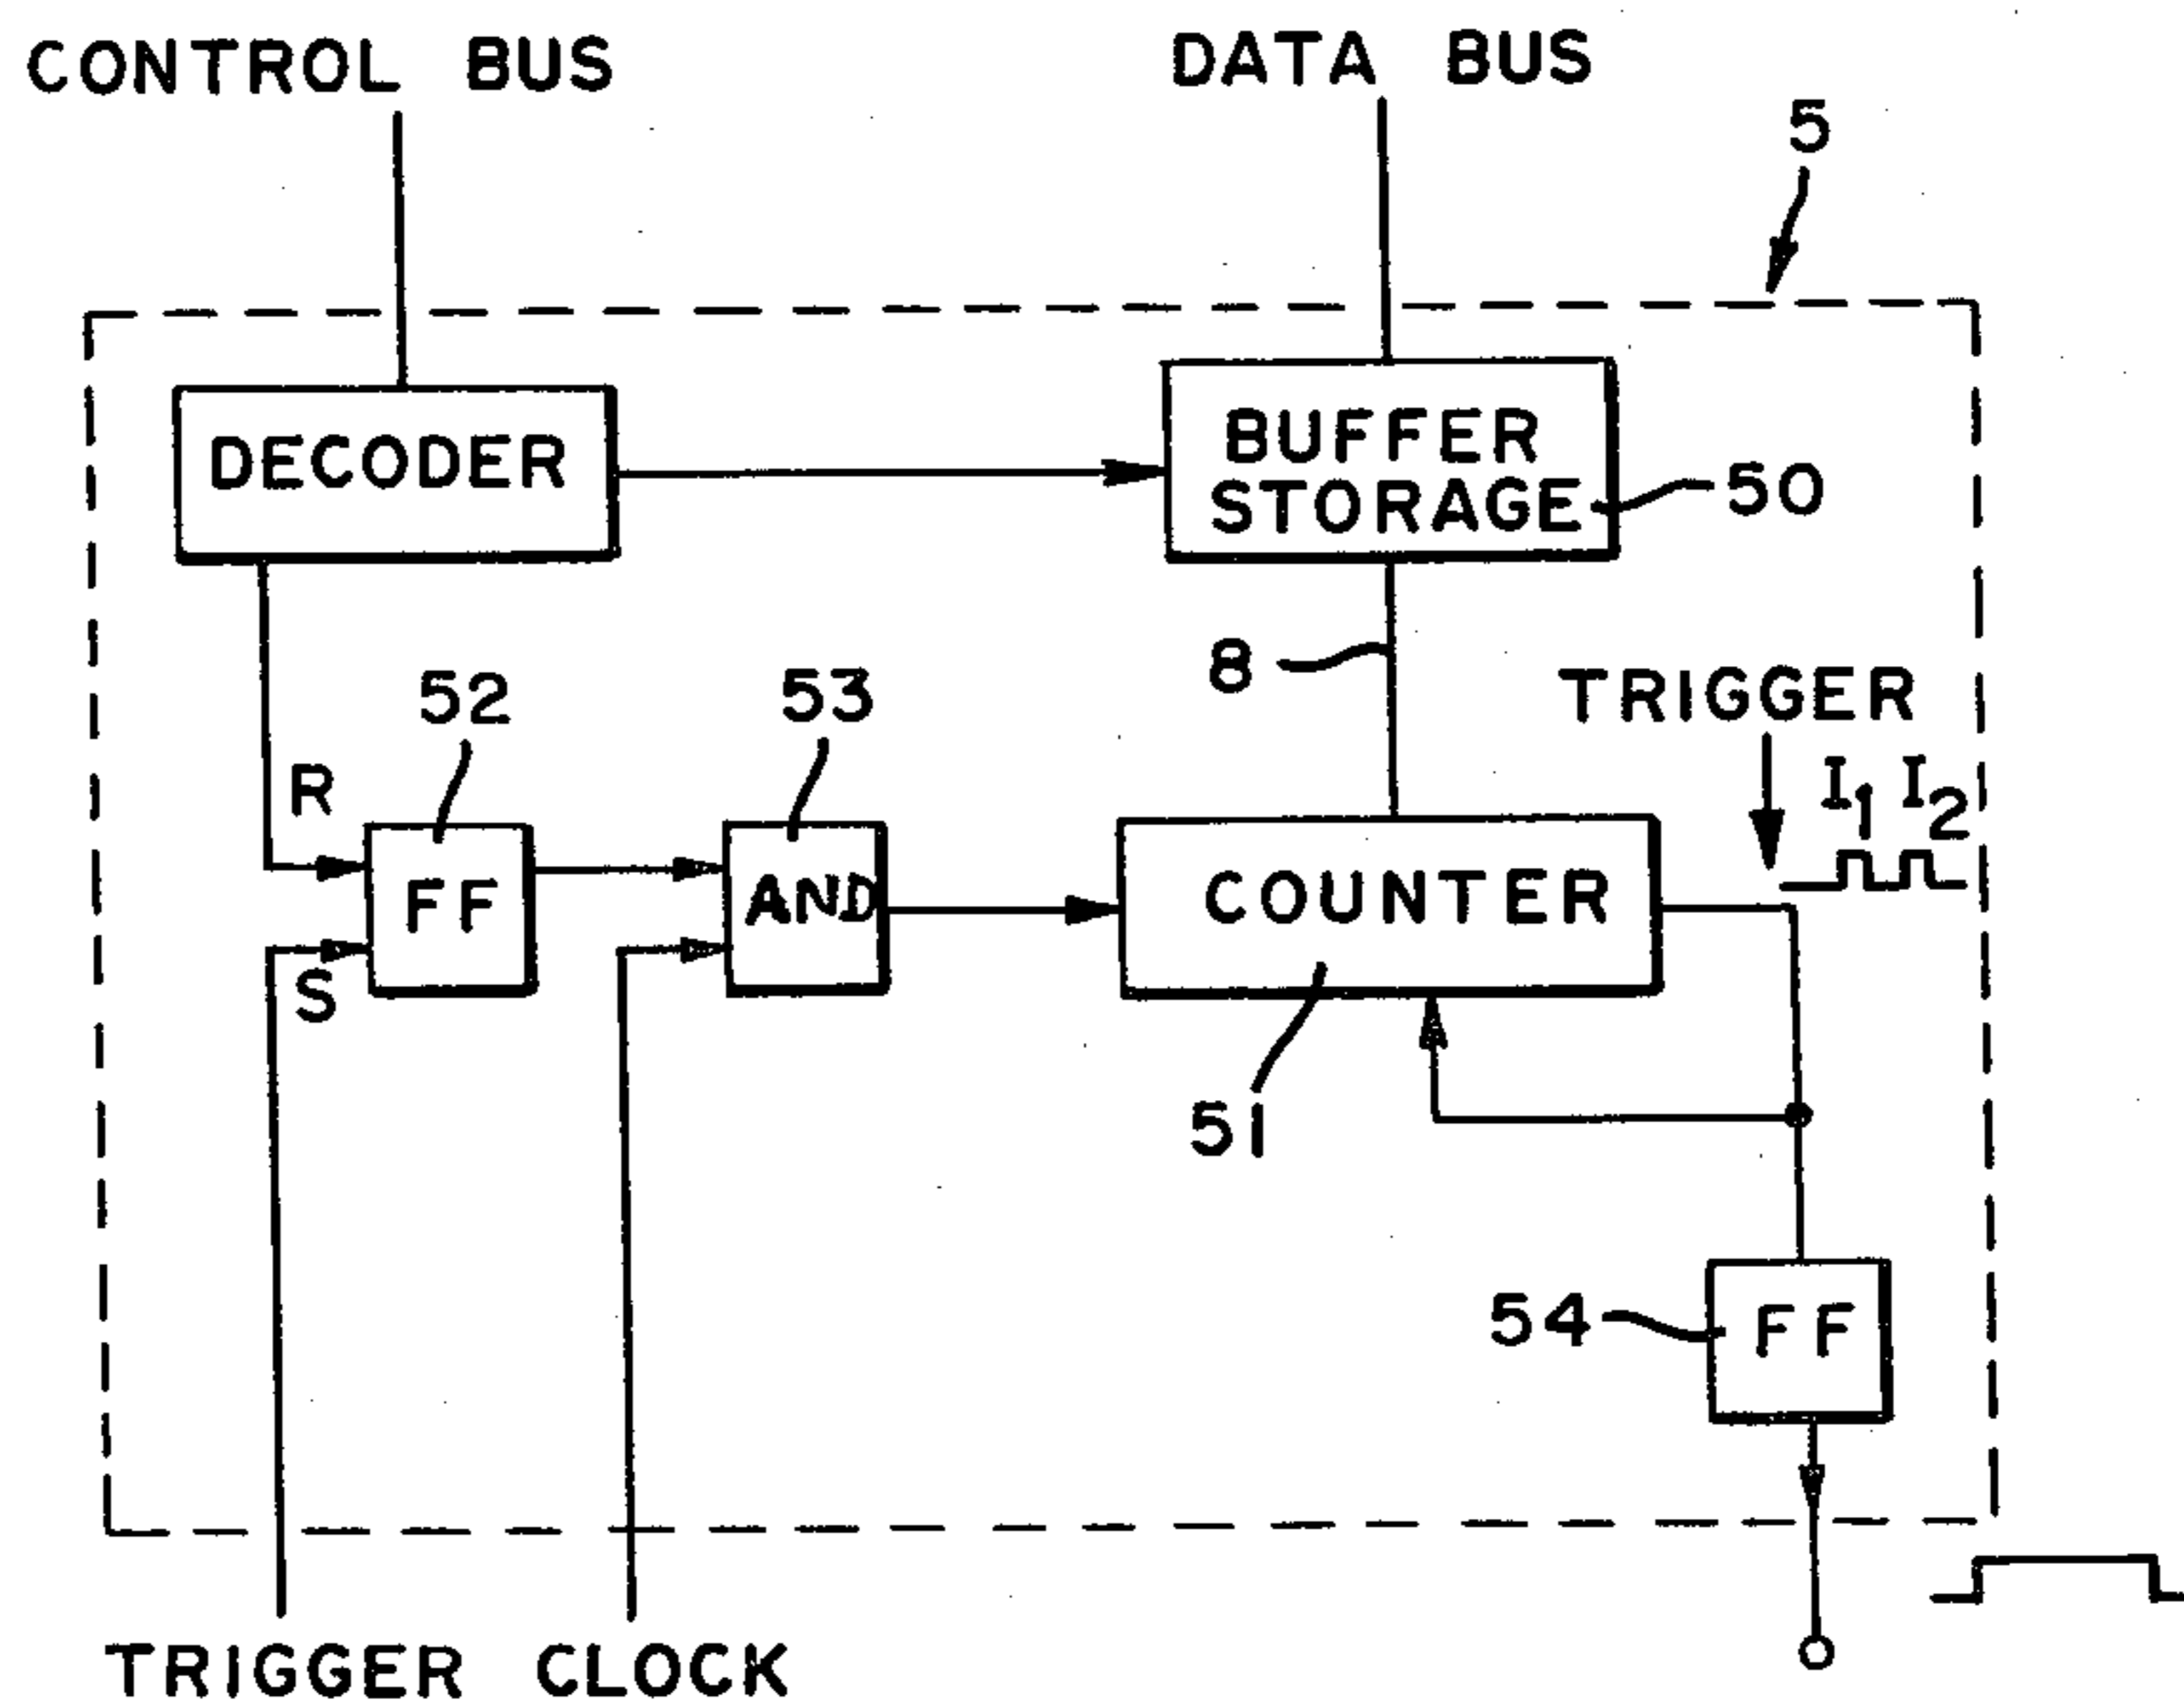 CONTROL BUS
DATA BUS
5
DECODER
BUFFER
STORAGE
50
8
52
53
TRIGGER
R
I1 I2
FF
AND
COUNTER
S
51
54
FF
TRIGGER
CLOCK